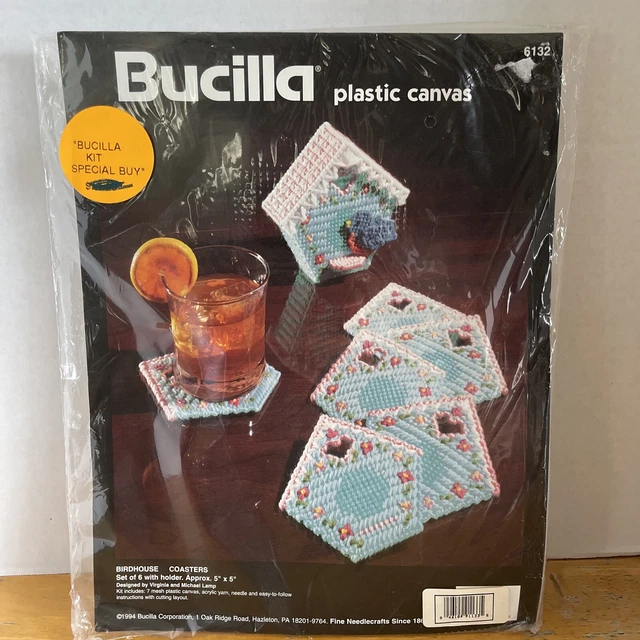 6132
Bucilla® plastic canvas
"BUCILLA
KIT
SPECIAL BUY"
BIRDHOUSE COASTERS
Set of 6 with holder. Approx. 5" x 5"
Designed by Virginia and Michael Lamp
Kit includes: 7 mesh plastic canvas, acrylic yarn, needle and easy-to-follow
instructions with cutting layout.
©1994 Bucilla Corporation, 1 Oak Ridge Road, Hazleton, PA 18201-9764. Fine Needlecrafts Since